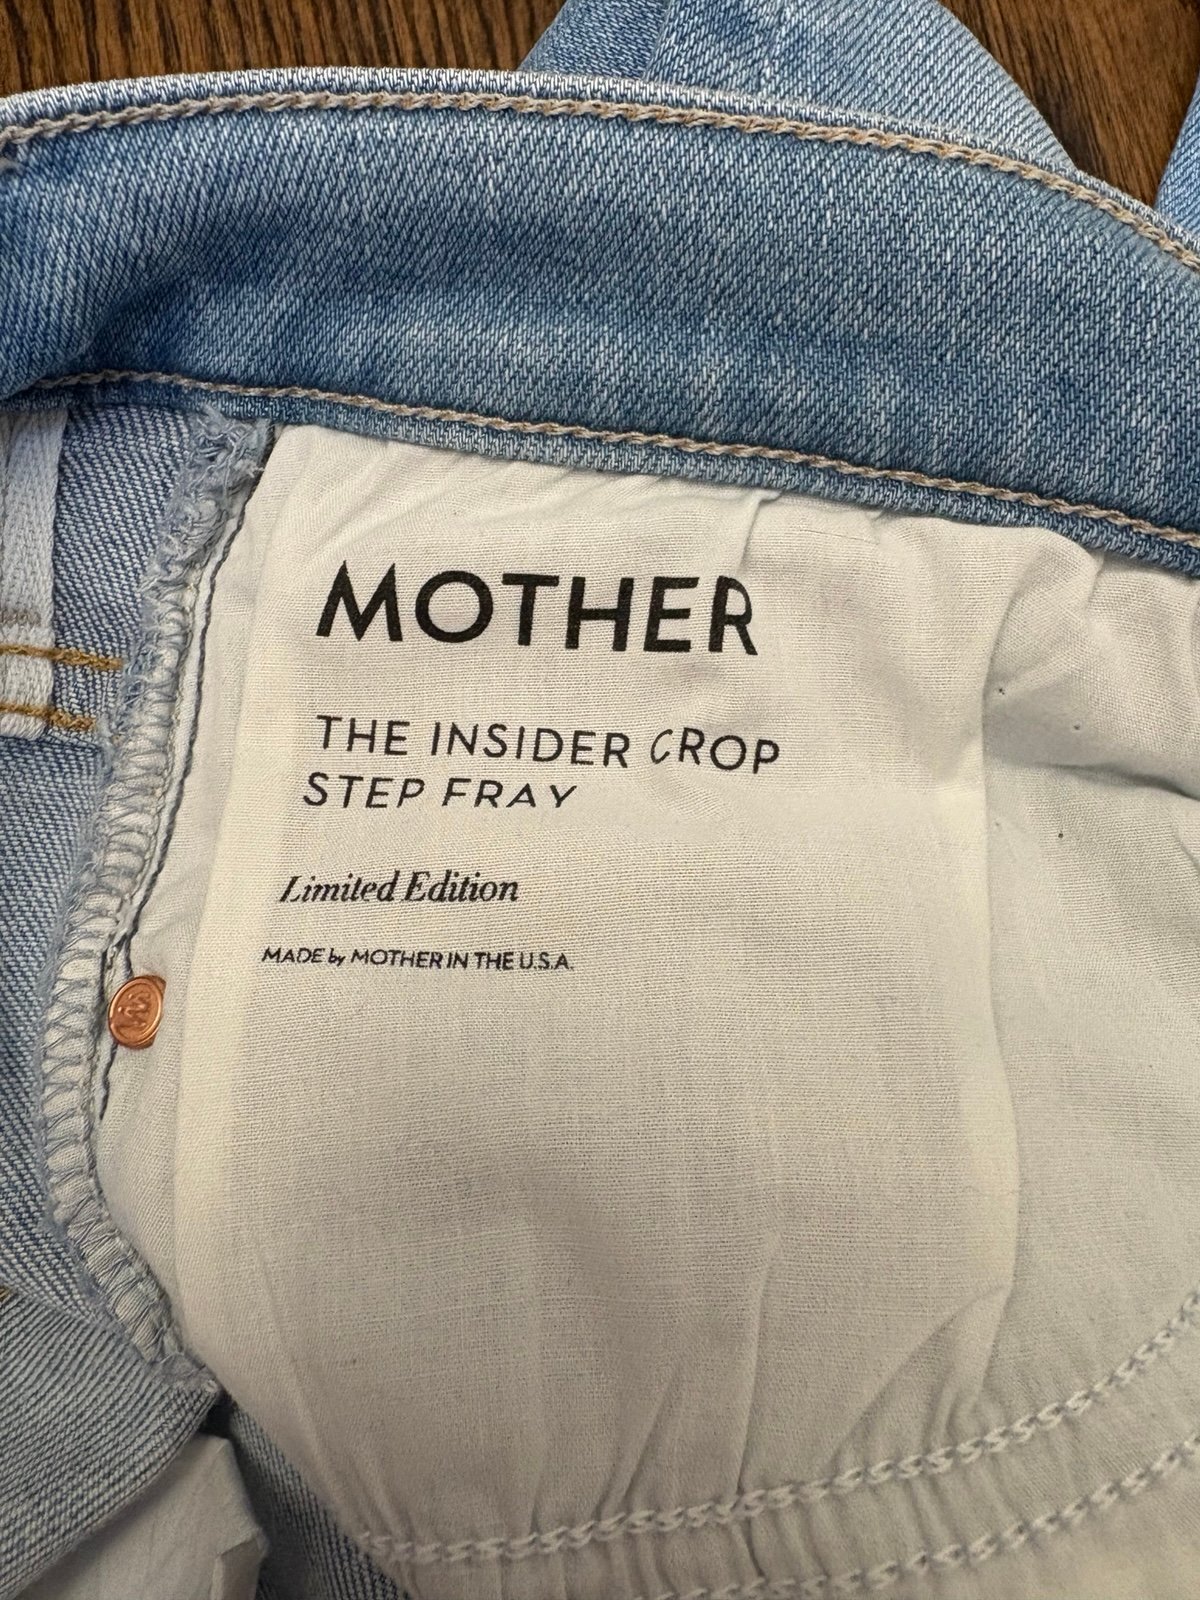 MOTHER
THE INSIDER CROP
STEP FRAY
Limited Edition
MADE by MOTHER IN THE U.S.A.